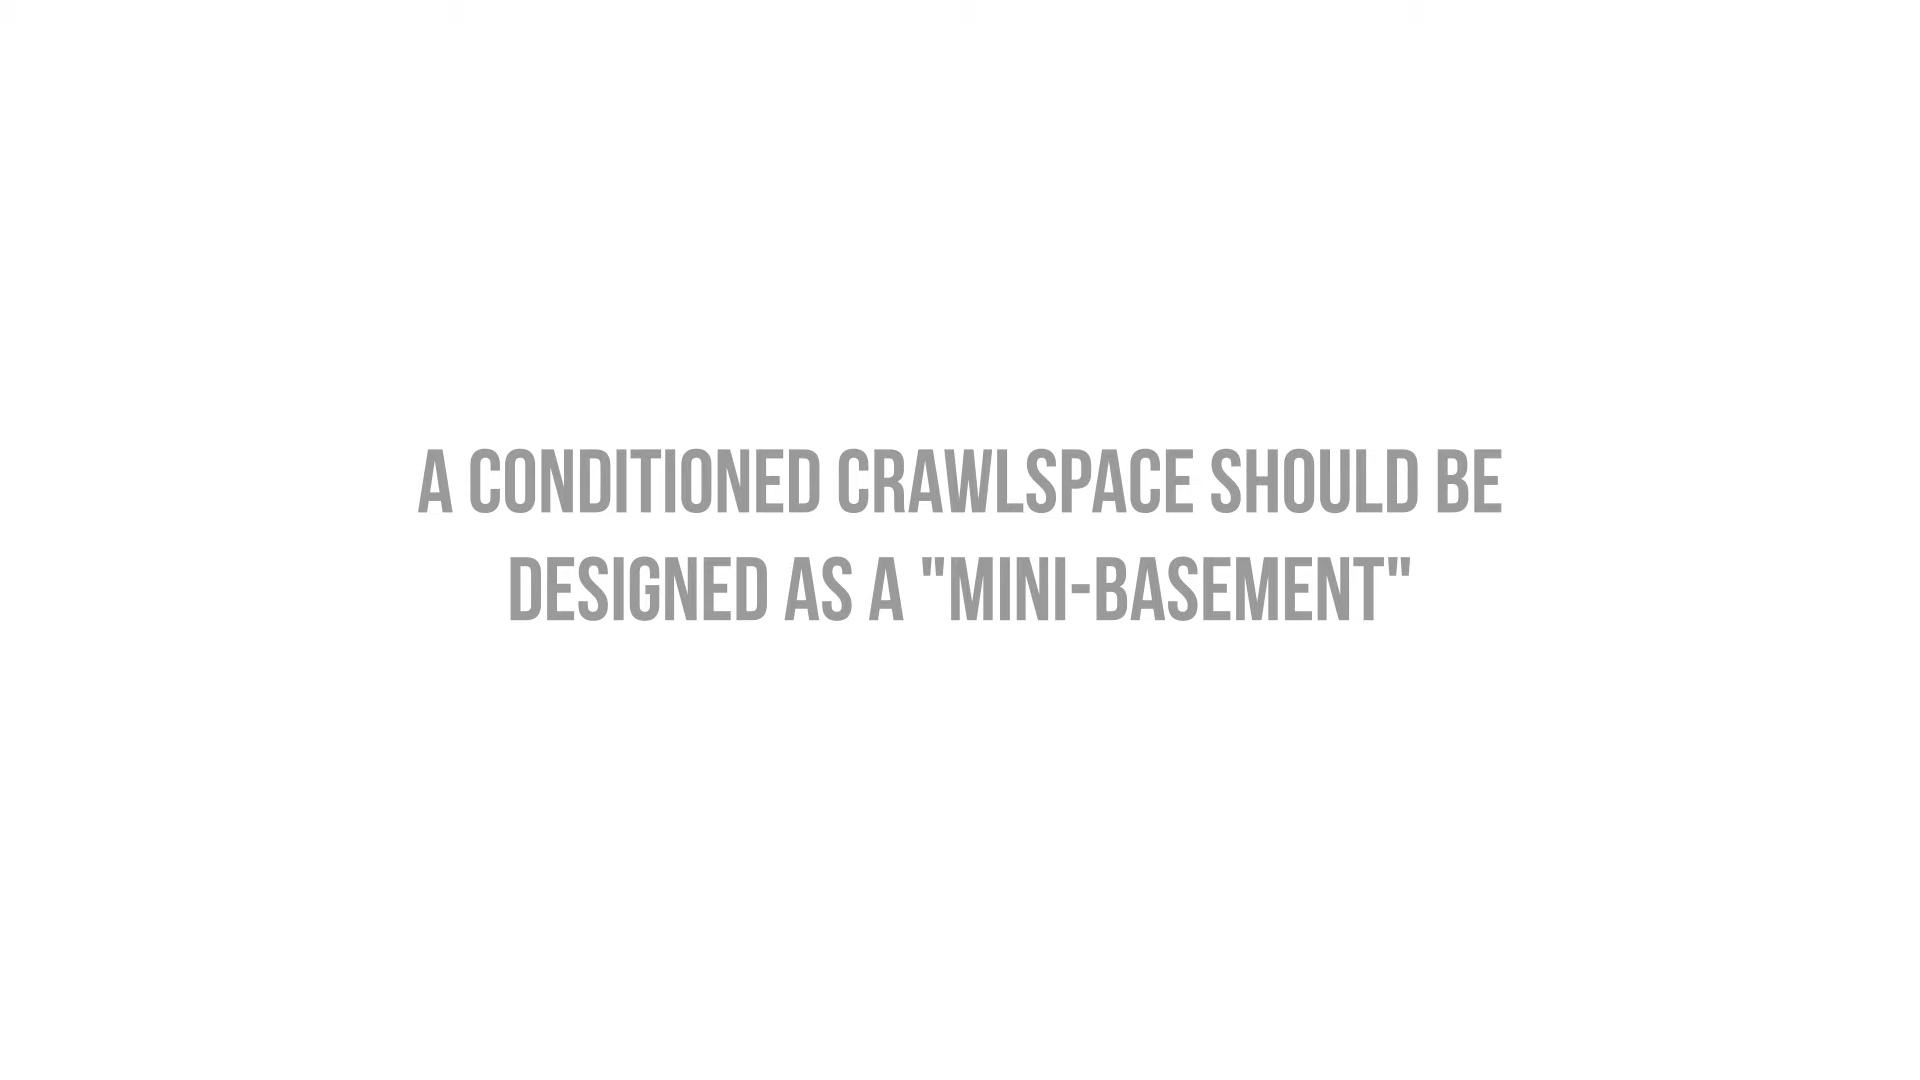 A CONDITIONED CRAWLSPACE SHOULD BE
DESIGNED AS A "MINI-BASEMENT"